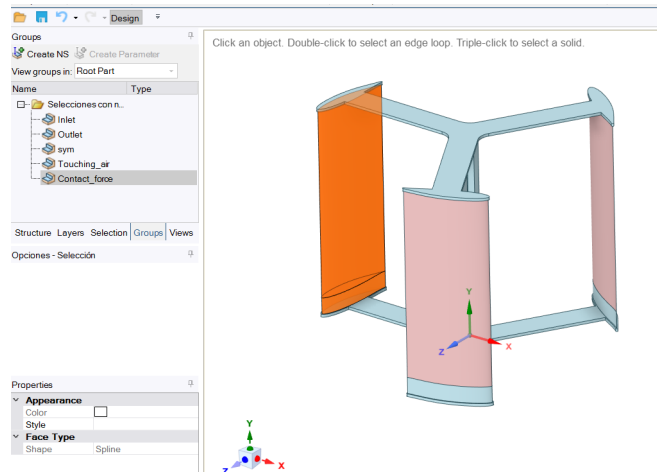 Design
Groups
Create NS Create Parameter
View groups in: Root Part
Name Type
Selecciones con n...
Inlet
Outlet
sym
Touching_air
Contact_force
Structure Layers Selection Groups Views
Opciones - Selección
Properties
Appearance
Color
Style
Face Type
Shape Spline
Click an object. Double-click to select an edge loop. Triple-click to select a solid.
Y
Z
X
Y
Z
X